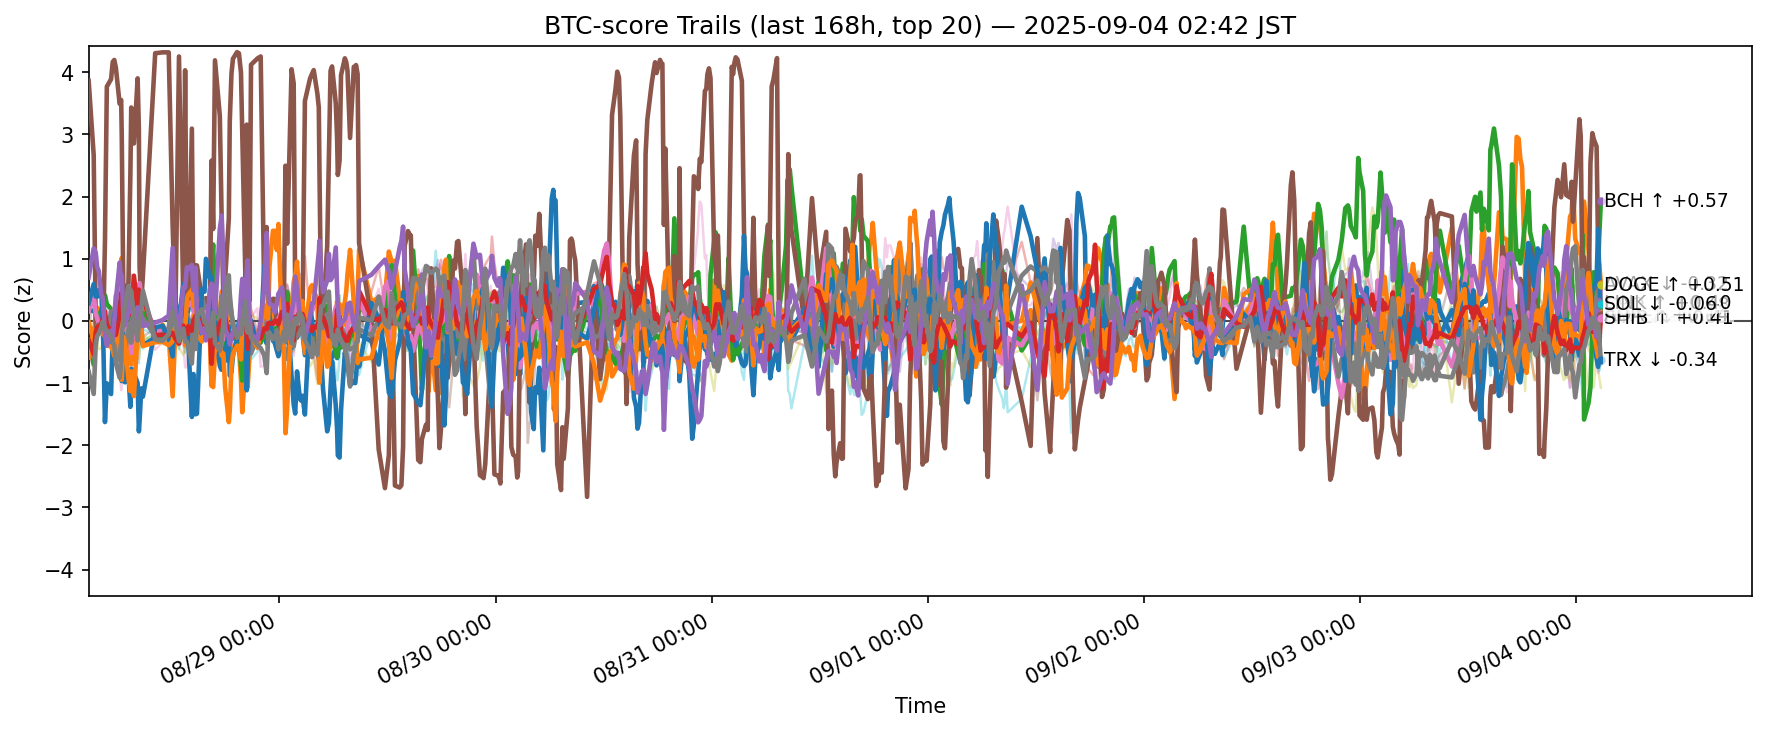 BTC-score Trails (last 168h, top 20) — 2025-09-04 02:42 JST
Score (z)
4
3
2
1
0
−1
−2
−3
−4
BCH ↑ +0.57
DOGE ↑ +0.51
SOL ↓ -0.06
SHIB ↑ +0.41
TRX ↓ -0.34
08/29 00:00
08/30 00:00
08/31 00:00
09/01 00:00
09/02 00:00
09/03 00:00
09/04 00:00
Time